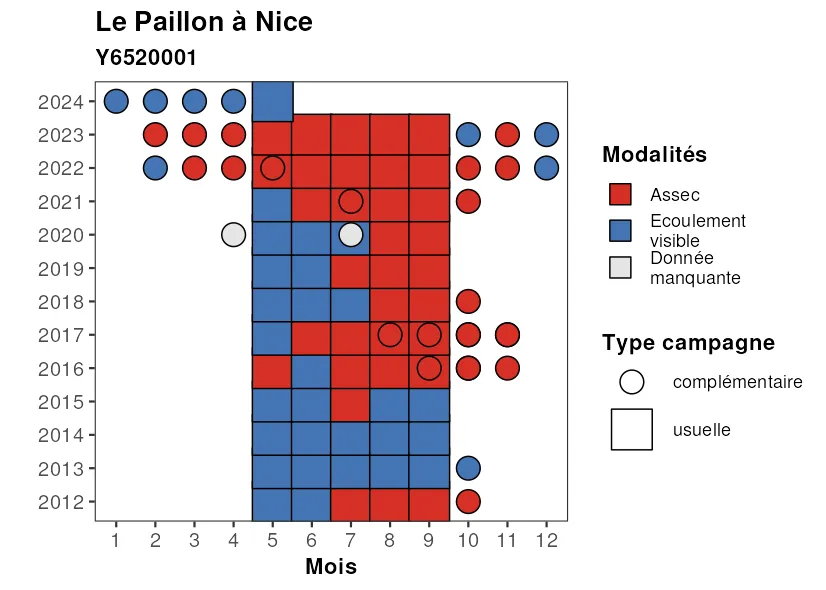 Le Paillon à Nice
Y6520001
2024
2023
2022
2021
2020
2019
2018
2017
2016
2015
2014
2013
2012
1 2 3 4 5 6 7 8 9 10 11 12
Mois
Modalités
Assec
Ecoulement
visible
Donnée
manquante
Type campagne
complémentaire
usuelle